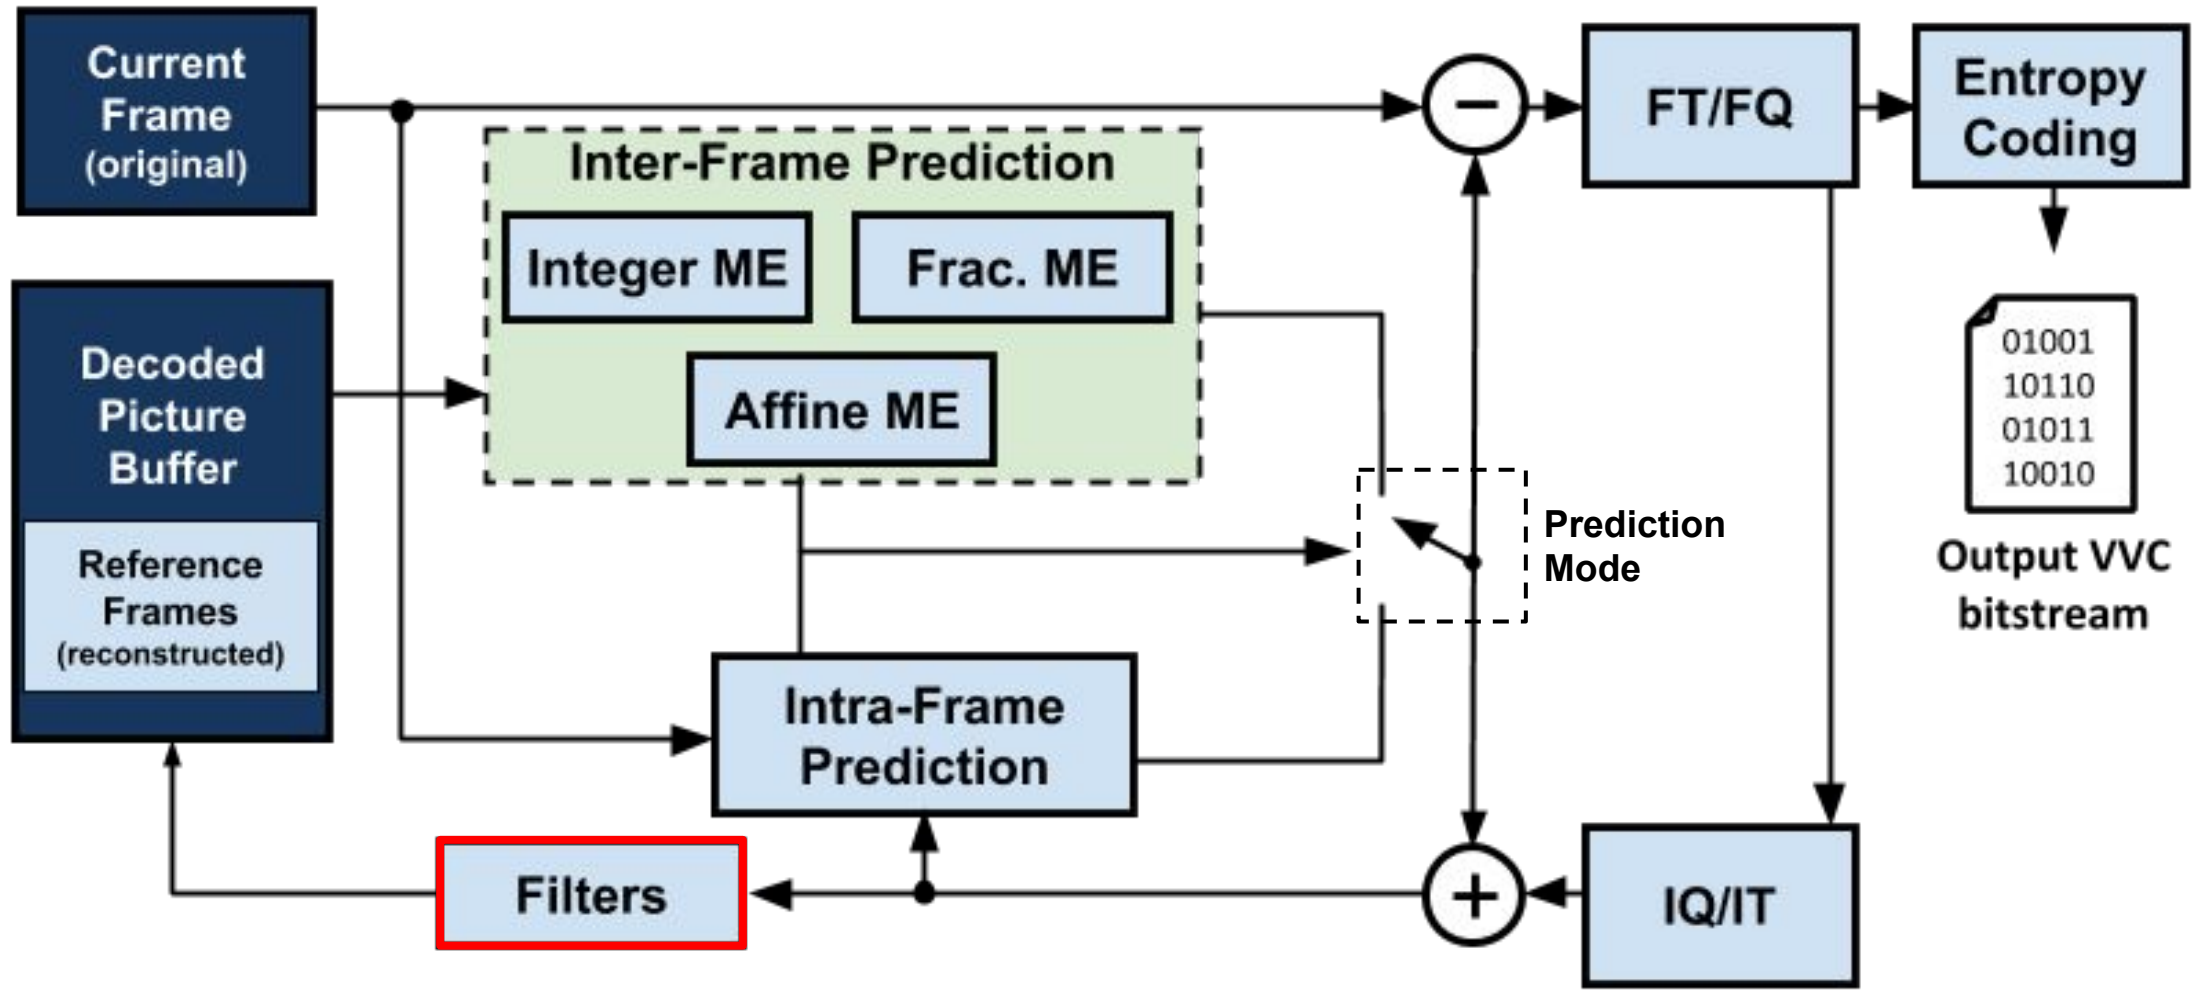 Current
Frame
(original)
Inter-Frame Prediction
Integer ME
Frac. ME
Affine ME
−
FT/FQ
Entropy
Coding
01001
10110
01011
10010
Output VVC
bitstream
Decoded
Picture
Buffer
Reference
Frames
(reconstructed)
Prediction
Mode
Intra-Frame
Prediction
Filters
+
IQ/IT